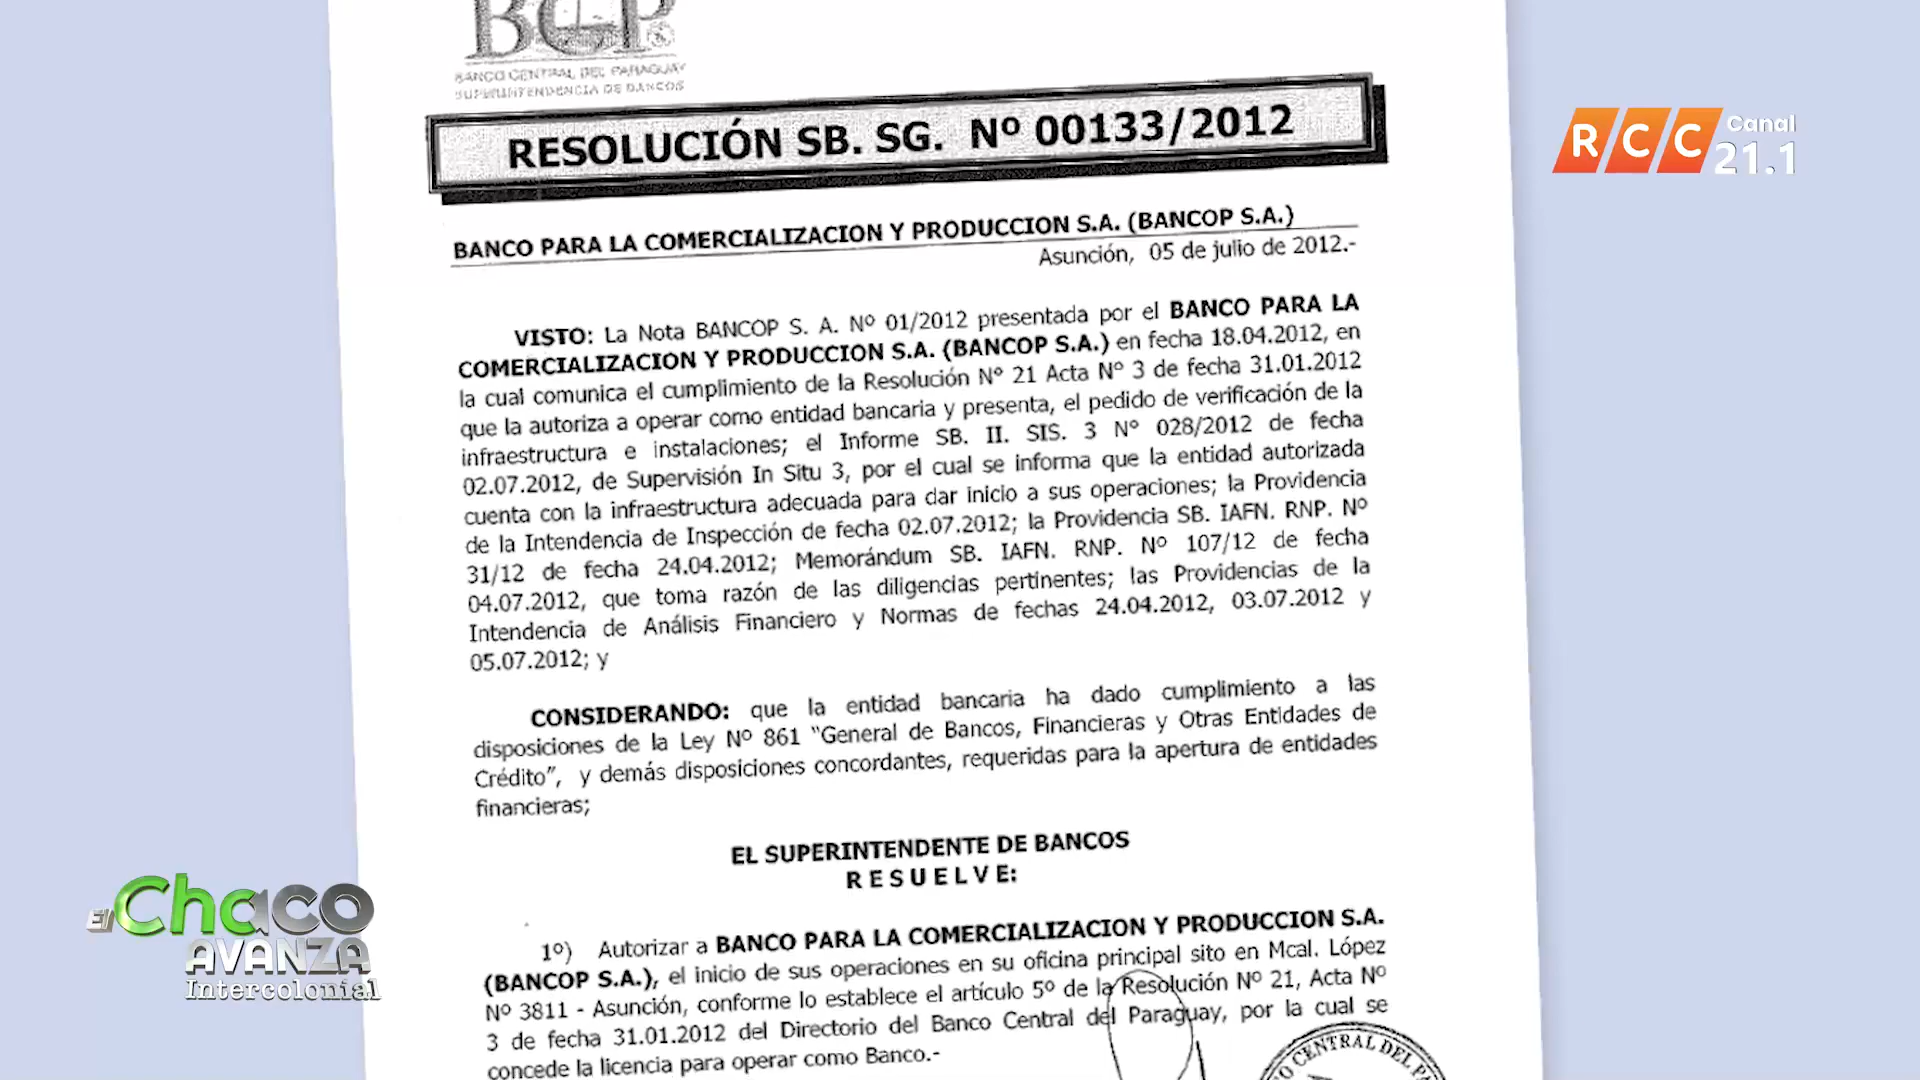 BCP
BANCO CENTRAL DEL PARAGUAY
SUPERINTENDENCIA DE BANCOS
RESOLUCIÓN SB. SG. Nº 00133/2012
BANCO PARA LA COMERCIALIZACION Y PRODUCCION S.A. (BANCOP S.A.)
Asunción, 05 de julio de 2012.-
VISTO: La Nota BANCOP S. A. Nº 01/2012 presentada por el BANCO PARA LA
COMERCIALIZACION Y PRODUCCION S.A. (BANCOP S.A.) en fecha 18.04.2012, en
la cual comunica el cumplimiento de la Resolución N° 21 Acta N° 3 de fecha 31.01.2012
que la autoriza a operar como entidad bancaria y presenta, el pedido de verificación de la
infraestructura e instalaciones; el Informe SB. II. SIS. 3 N° 028/2012 de fecha
02.07.2012, de Supervisión In Situ 3, por el cual se informa que la entidad autorizada
cuenta con la infraestructura adecuada para dar inicio a sus operaciones; la Providencia
de la Intendencia de Inspección de fecha 02.07.2012; la Providencia SB. IAFN. RNP. Nº
31/12 de fecha 24.04.2012; Memorándum SB. IAFN. RNP. Nº 107/12 de fecha
04.07.2012, que toma razón de las diligencias pertinentes; las Providencias de la
Intendencia de Análisis Financiero y Normas de fechas 24.04.2012, 03.07.2012 y
05.07.2012; y
CONSIDERANDO: que la entidad bancaria ha dado cumplimiento a las
disposiciones de la Ley Nº 861 "General de Bancos, Financieras y Otras Entidades de
Crédito", y demás disposiciones concordantes, requeridas para la apertura de entidades
financieras;
EL SUPERINTENDENTE DE BANCOS
R E S U E L V E:
1º) Autorizar a BANCO PARA LA COMERCIALIZACION Y PRODUCCION S.A.
(BANCOP S.A.), el inicio de sus operaciones en su oficina principal sito en Mcal. López
Nº 3811 - Asunción, conforme lo establece el artículo 5º de la Resolución Nº 21, Acta Nº
3 de fecha 31.01.2012 del Directorio del Banco Central del Paraguay, por la cual se
concede la licencia para operar como Banco.-
CENTRAL DEL
RCC Canal
21.1
El Chaco
AVANZA
Intercolonial